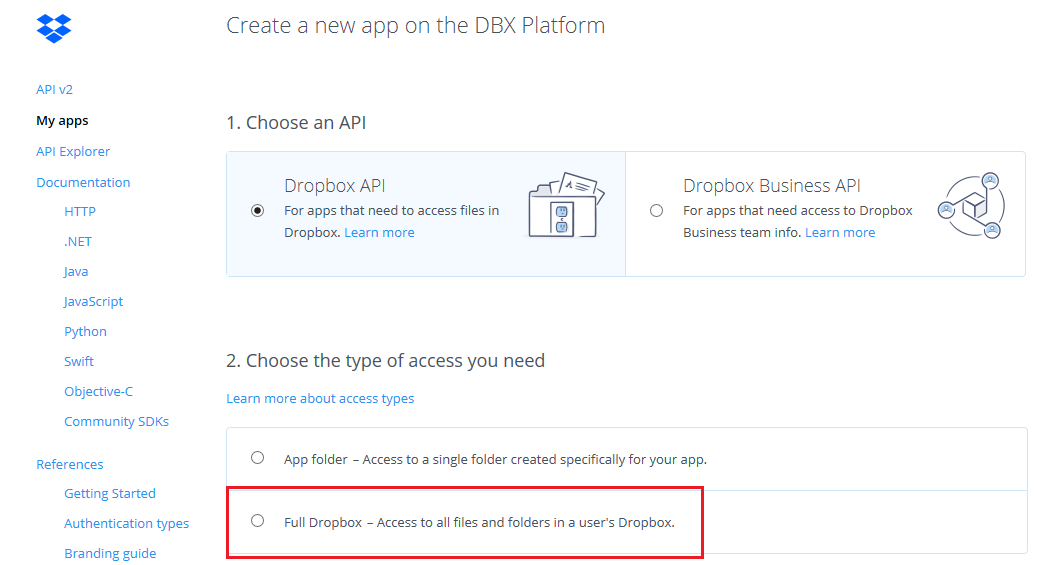 Create a new app on the DBX Platform
API v2
My apps
API Explorer
Documentation
HTTP
.NET
Java
JavaScript
Python
Swift
Objective-C
Community SDKs
References
Getting Started
Authentication types
Branding guide
1. Choose an API
Dropbox API
For apps that need to access files in
Dropbox. Learn more
Dropbox Business API
For apps that need access to Dropbox
Business team info. Learn more
2. Choose the type of access you need
Learn more about access types
App folder – Access to a single folder created specifically for your app.
Full Dropbox – Access to all files and folders in a user's Dropbox.